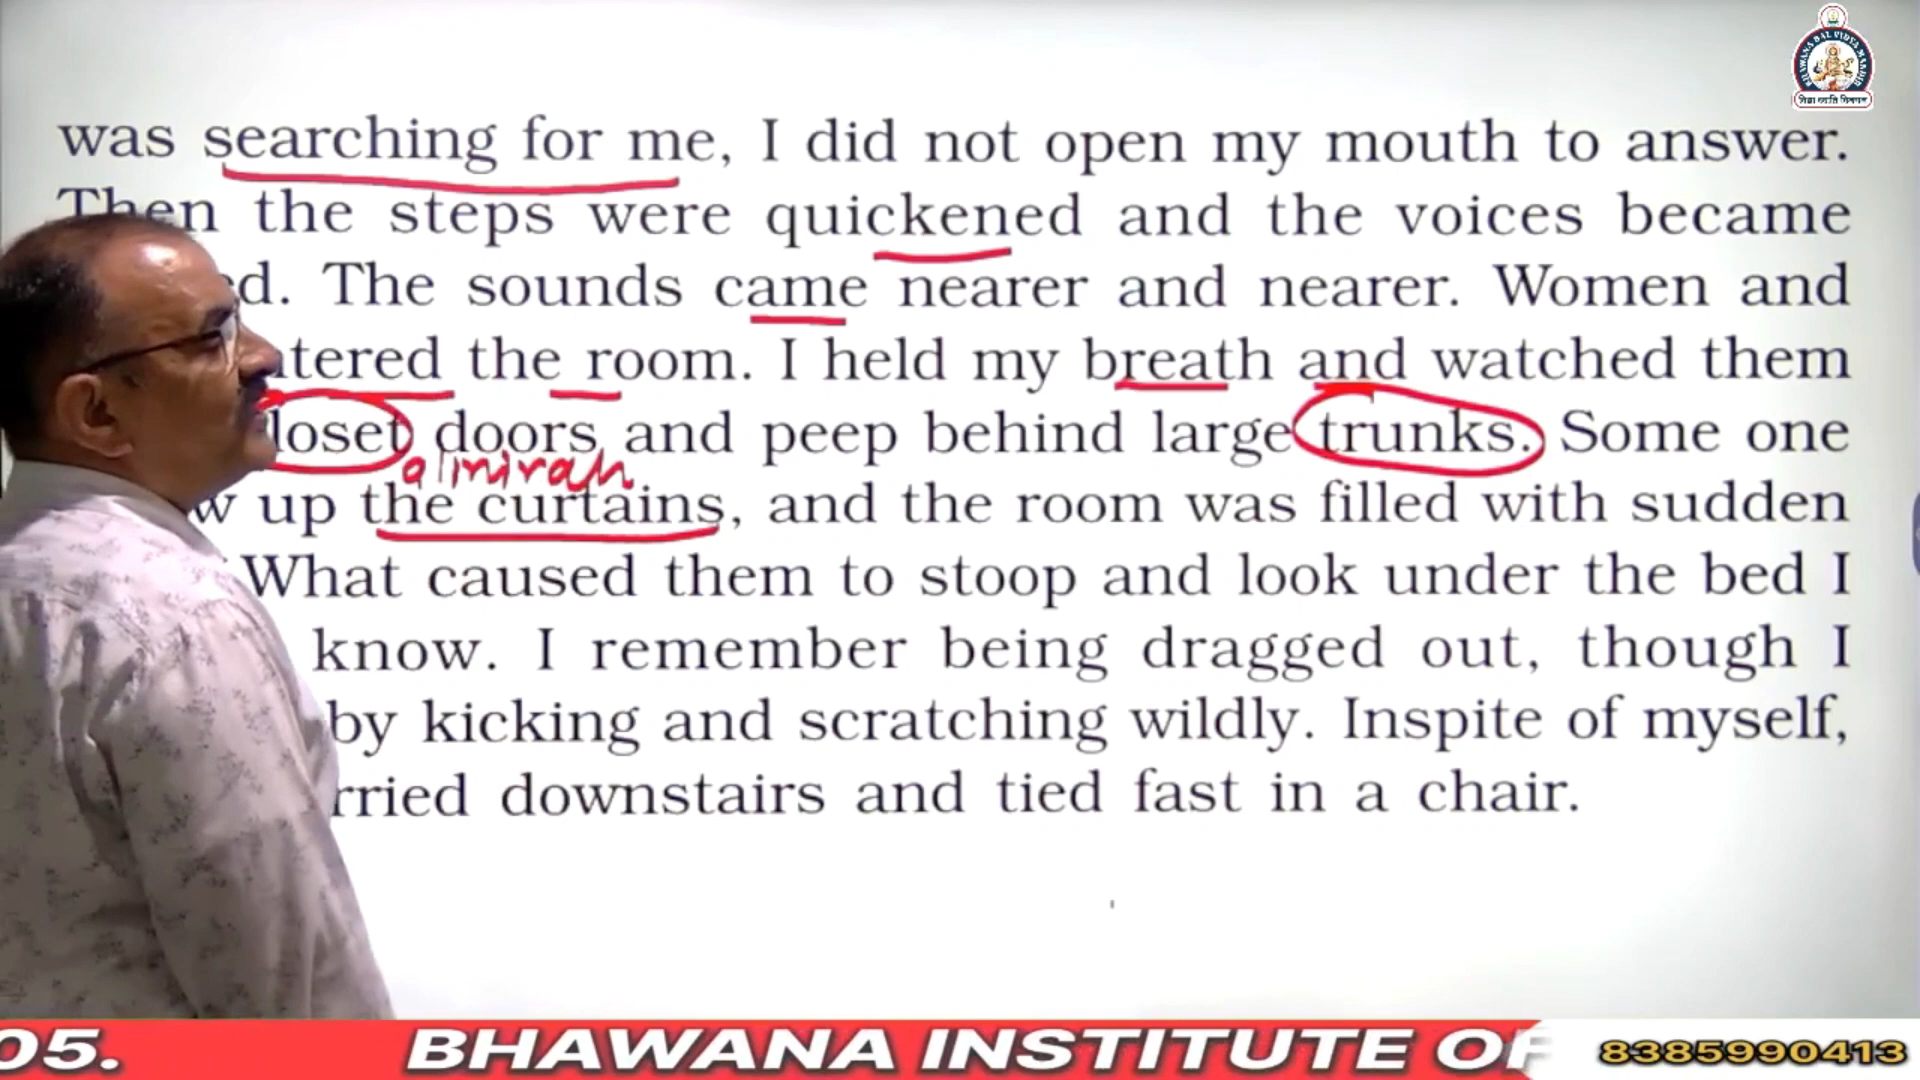 was searching for me, I did not open my mouth to answer.
Then the steps were quickened and the voices became
The sounds came nearer and nearer. Women and
the room. I held my breath and watched them
doors and peep behind large trunks. Some one
almirah
up the curtains, and the room was filled with sudden
What caused them to stoop and look under the bed I
know. I remember being dragged out, though I
by kicking and scratching wildly. Inspite of myself,
downstairs and tied fast in a chair.
05. BHAWANA INSTITUTE OF 8385990413